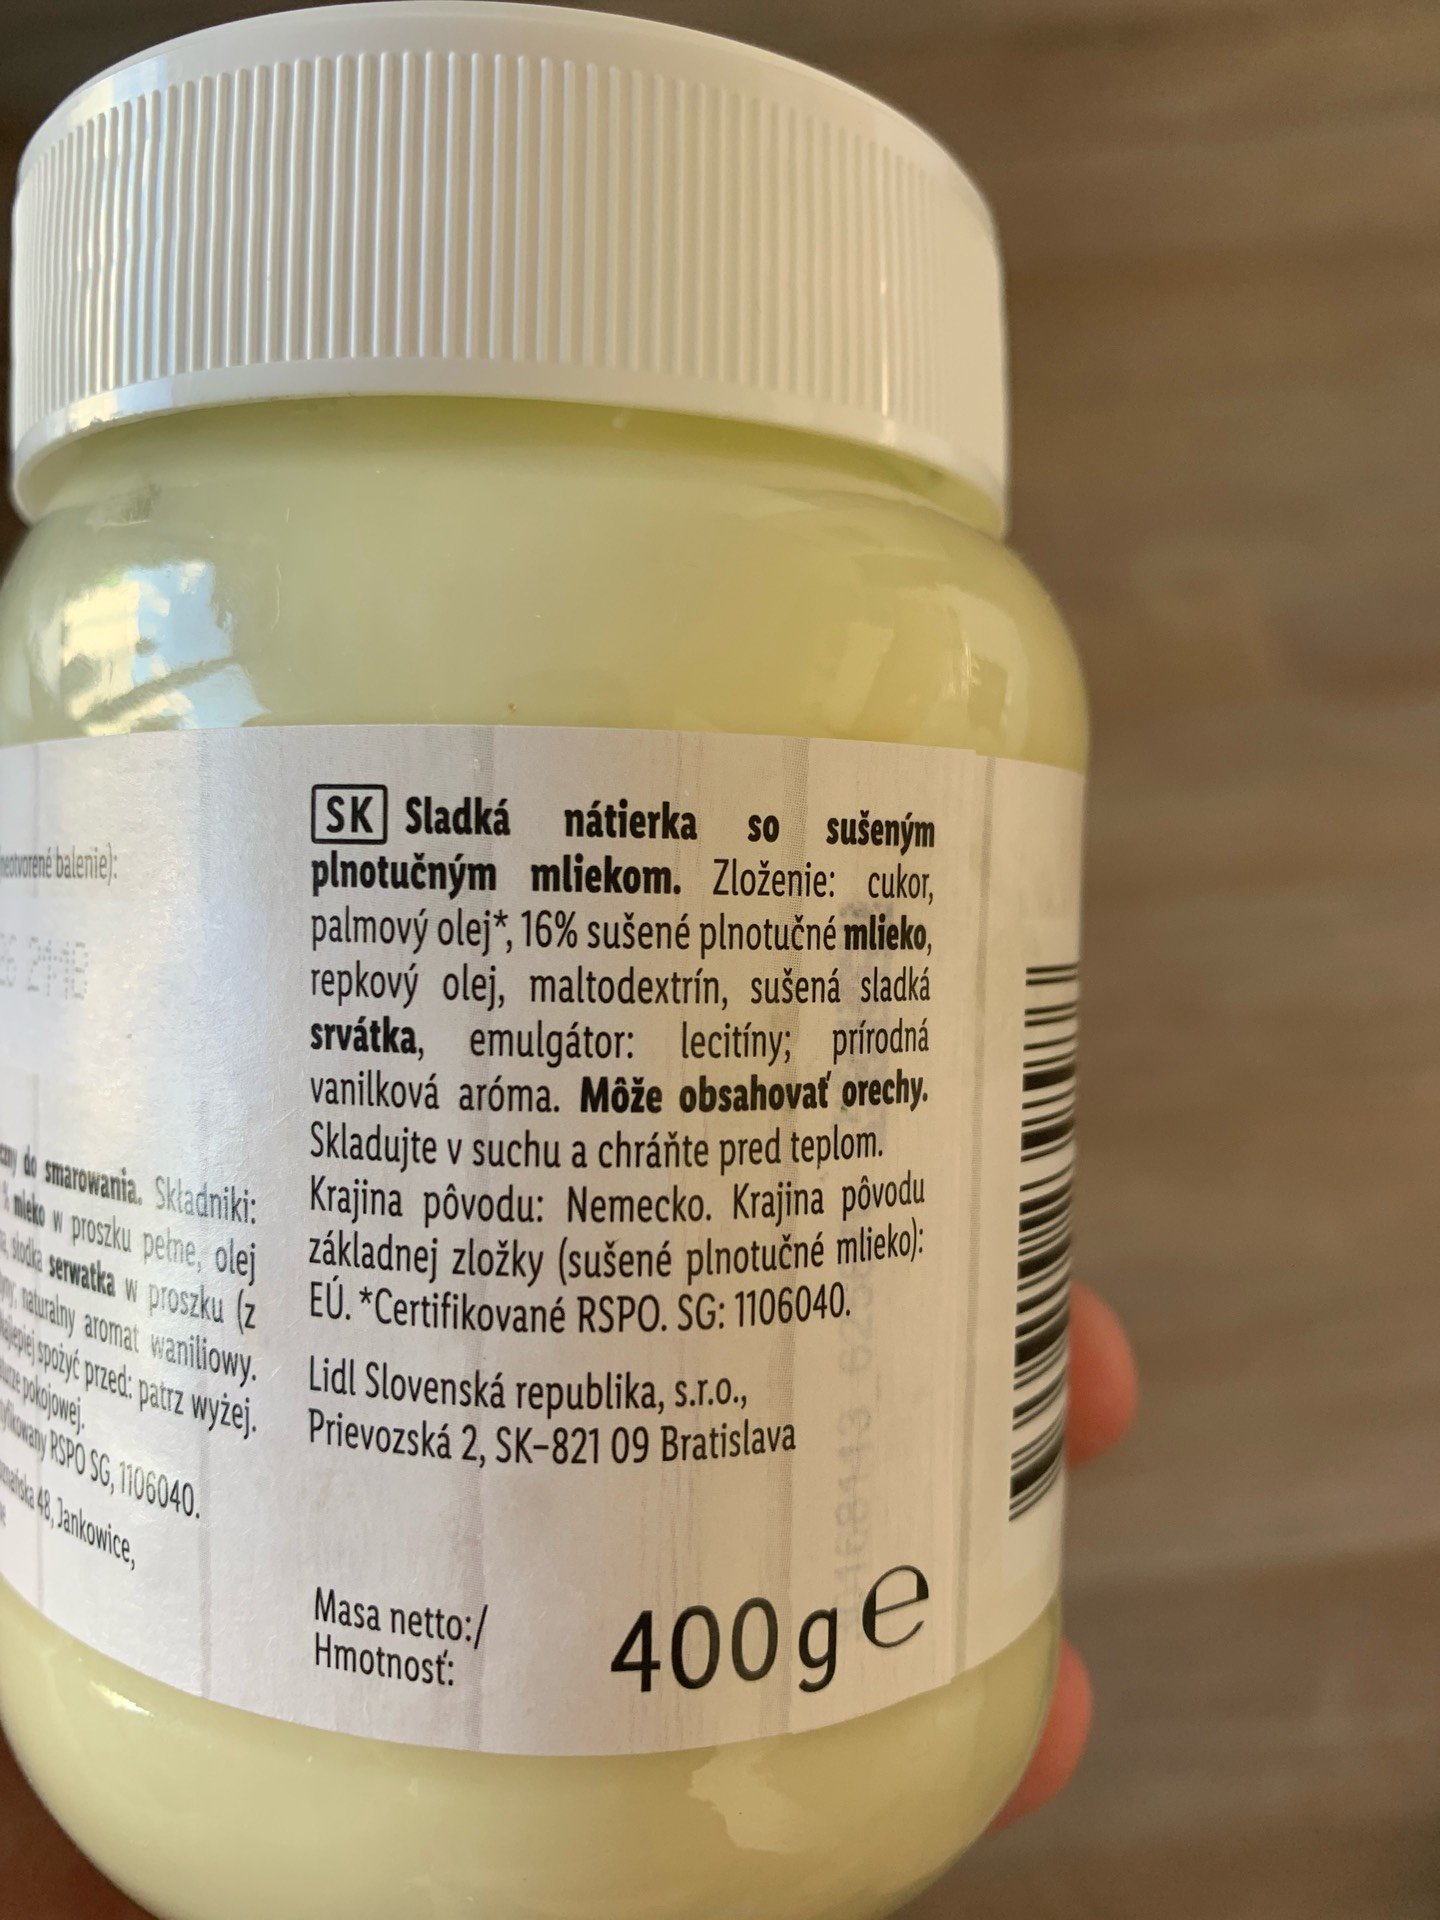 neotvorené balenie):
do smarowania. Składniki:
mleko w proszku pełne, olej
słodka serwatka w proszku (z
naturalny aromat waniliowy.
spożyć przed: patrz wyżej.
pokojowej.
RSPO SG, 1106040.
48, Jankowice,
SK Sladká nátierka so sušeným
plnotučným mliekom. Zloženie: cukor,
palmový olej*, 16% sušené plnotučné mlieko,
repkový olej, maltodextrín, sušená sladká
srvátka, emulgátor: lecitíny; prírodná
vanilková aróma. Môže obsahovať orechy.
Skladujte v suchu a chráňte pred teplom.
Krajina pôvodu: Nemecko. Krajina pôvodu
základnej zložky (sušené plnotučné mlieko):
EÚ. *Certifikované RSPO. SG: 1106040.
Lidl Slovenská republika, s.r.o.,
Prievozská 2, SK-821 09 Bratislava
Masa netto:/
Hmotnosť:
400g e